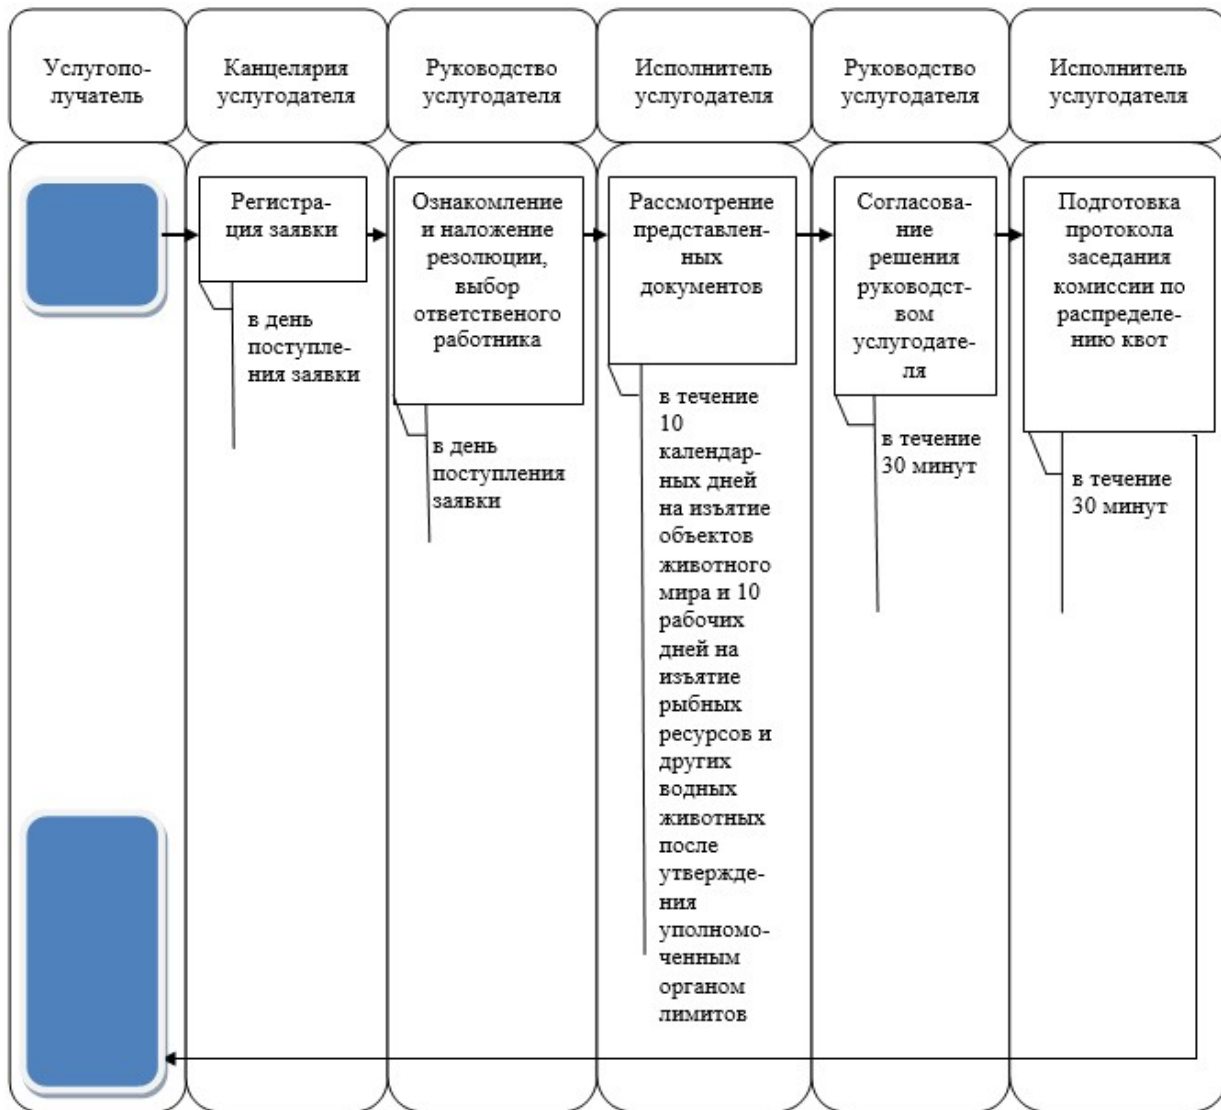 Услугопо-
лучатель
Канцелярия
услугодателя
Руководство
услугодателя
Исполнитель
услугодателя
Руководство
услугодателя
Исполнитель
услугодателя
Регистра-
ция заявки
в день
поступле-
ния заявки
Ознакомление
и наложение
резолюции,
выбор
ответственого
работника
в день
поступления
заявки
Рассмотрение
представлен-
ных
документов
в течение
10
календар-
ных дней
на изъятие
объектов
животного
мира и 10
рабочих
дней на
изъятие
рыбных
ресурсов и
других
водных
животных
после
утвержде-
ния
уполномо-
ченным
органом
лимитов
Согласова-
ние
решения
руководст-
вом
услугодате-
ля
в течение
30 минут
Подготовка
протокола
заседания
комиссии по
распределе-
нию квот
в течение
30 минут